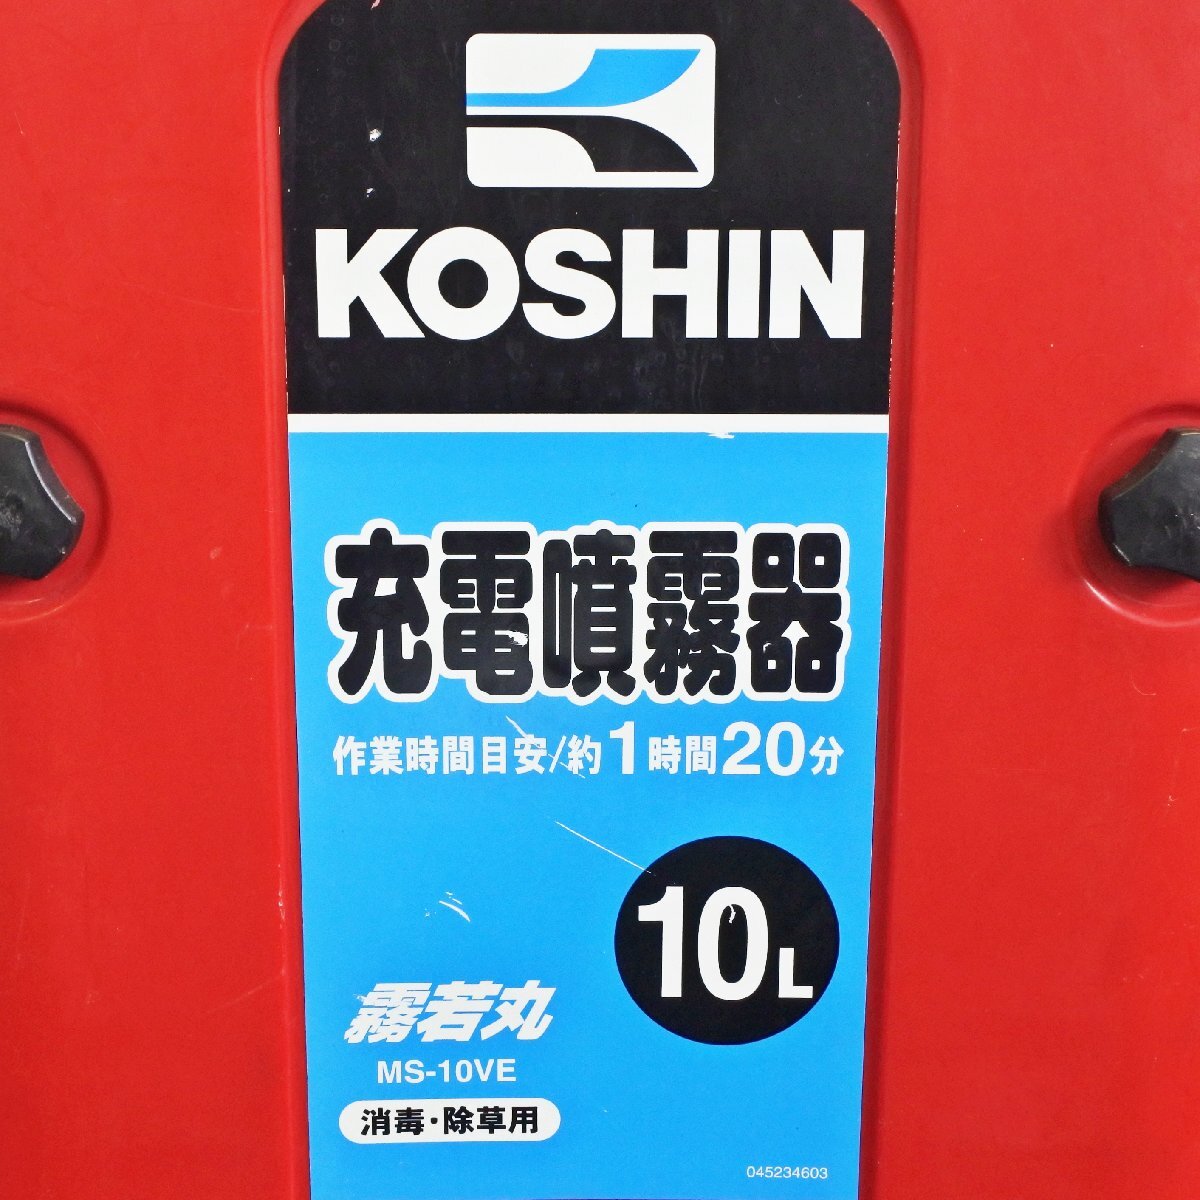 KOSHIN
充電噴霧器
作業時間目安/約1時間20分
10L
霧若丸
MS-10VE
消毒・除草用
045234603